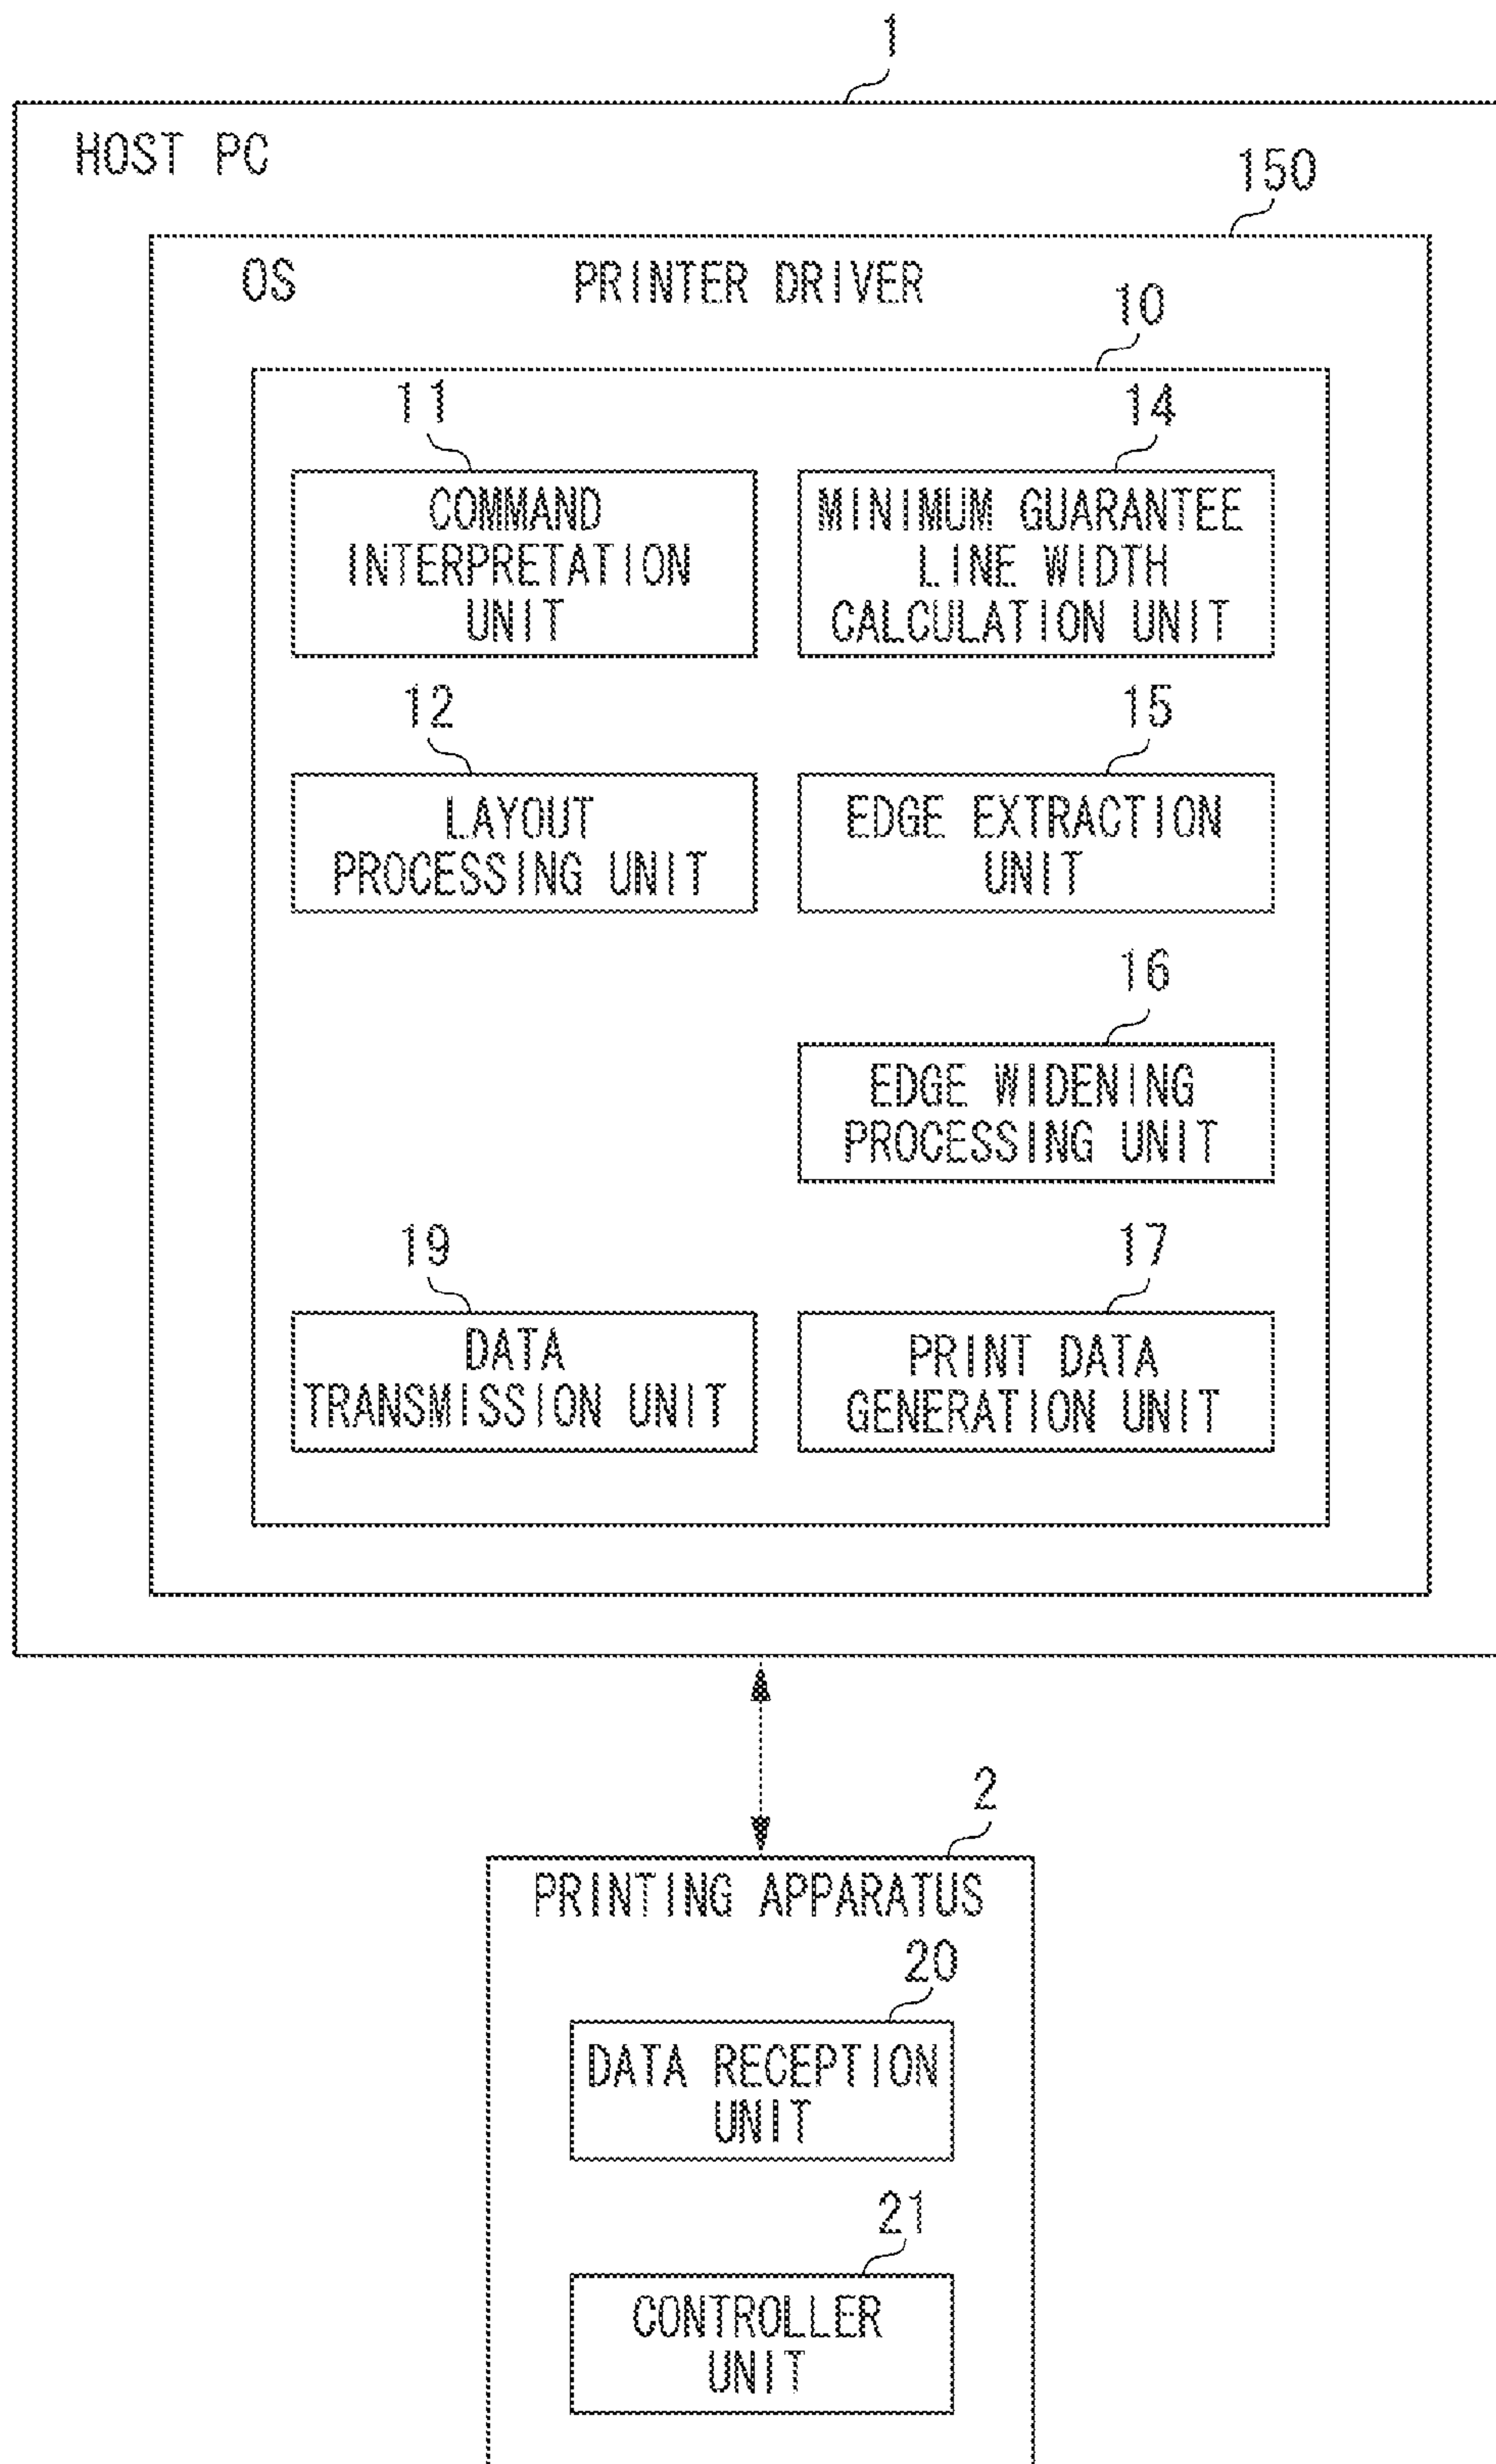 1
HOST PC
150
OS
PRINTER DRIVER
10
11
14
COMMAND
INTERPRETATION
UNIT
MINIMUM GUARANTEE
LINE WIDTH
CALCULATION UNIT
12
15
LAYOUT
PROCESSING UNIT
EDGE EXTRACTION
UNIT
16
EDGE WIDENING
PROCESSING UNIT
19
17
DATA
TRANSMISSION UNIT
PRINT DATA
GENERATION UNIT
2
PRINTING APPARATUS
20
DATA RECEPTION
UNIT
21
CONTROLLER
UNIT